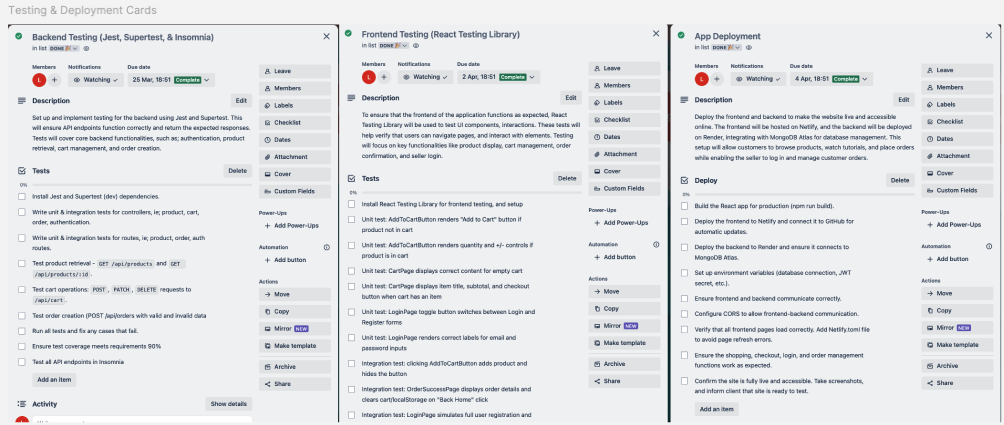 Testing & Deployment Cards
Backend Testing (Jest, Supertest, & Insomnia)
in list DONE
Members
Notifications
Due date
L
Watching
25 Mar, 18:51 Complete
Description
Edit
Set up and implement testing for the backend using Jest and Supertest. This
will ensure API endpoints function correctly and return the expected responses.
Tests will cover core backend functionalities, such as; authentication, product
retrieval, cart management, and order creation.
Tests
Delete
0%
Install Jest and Supertest (dev) dependencies.
Write unit & integration tests for controllers, ie; product, cart,
order, authentication.
Write unit & integration tests for routes, ie; product, order, auth
routes.
Test product retrieval - GET /api/products and GET
/api/products/:id .
Test cart operations: POST , PATCH , DELETE requests to
/api/cart .
Test order creation (POST /api/orders with valid and invalid data
Run all tests and fix any cases that fail.
Ensure test coverage meets requirements 90%
Test all API endpoints in Insomnia
Add an item
Activity
Show details
Leave
Members
Labels
Checklist
Dates
Attachment
Cover
Custom Fields
Power-Ups
+ Add Power-Ups
Automation
+ Add button
Actions
Move
Copy
Mirror NEW
Make template
Archive
Share
Frontend Testing (React Testing Library)
in list DONE
Members
Notifications
Due date
L
Watching
2 Apr, 18:51 Complete
Description
Edit
To ensure that the frontend of the application functions as expected, React
Testing Library will be used to test UI components, interactions. These tests will
help verify that users can navigate pages, and interact with elements. Testing
will focus on key functionalities like product display, cart management, order
confirmation, and seller login.
Tests
Delete
0%
Install React Testing Library for frontend testing, and setup
Unit test: AddToCartButton renders "Add to Cart" button if
product not in cart
Unit test: AddToCartButton renders quantity and +/- controls if
product is in cart
Unit test: CartPage displays correct content for empty cart
Unit test: CartPage displays item title, subtotal, and checkout
button when cart has an item
Unit test: LoginPage toggle button switches between Login and
Register forms
Unit test: LoginPage renders correct labels for email and
password inputs
Integration test: clicking AddToCartButton adds product and
hides the button
Integration test: OrderSuccessPage displays order details and
clears cart/localStorage on "Back Home" click
Integration test: LoginPage simulates full user registration and
Leave
Members
Labels
Checklist
Dates
Attachment
Cover
Custom Fields
Power-Ups
+ Add Power-Ups
Automation
+ Add button
Actions
Move
Copy
Mirror NEW
Make template
Archive
Share
App Deployment
in list DONE
Members
Notifications
Due date
L
Watching
4 Apr, 18:51 Complete
Description
Edit
Deploy the frontend and backend to make the website live and accessible
online. The frontend will be hosted on Netlify, and the backend will be deployed
on Render, integrating with MongoDB Atlas for database management. This
setup will allow customers to browse products, watch tutorials, and place orders
while enabling the seller to log in and manage customer orders.
Deploy
Delete
0%
Build the React app for production (npm run build).
Deploy the frontend to Netlify and connect it to GitHub for
automatic updates.
Deploy the backend to Render and ensure it connects to
MongoDB Atlas.
Set up environment variables (database connection, JWT
secret, etc.).
Ensure frontend and backend communicate correctly.
Configure CORS to allow frontend-backend communication.
Verify that all frontend pages load correctly. Add Netlify.toml file
to avoid page refresh errors.
Ensure the shopping, checkout, login, and order management
functions work as expected.
Confirm the site is fully live and accessible. Take screenshots,
and inform client that site is ready to test.
Add an item
Leave
Members
Labels
Checklist
Dates
Attachment
Cover
Custom Fields
Power-Ups
+ Add Power-Ups
Automation
+ Add button
Actions
Move
Copy
Mirror NEW
Make template
Archive
Share